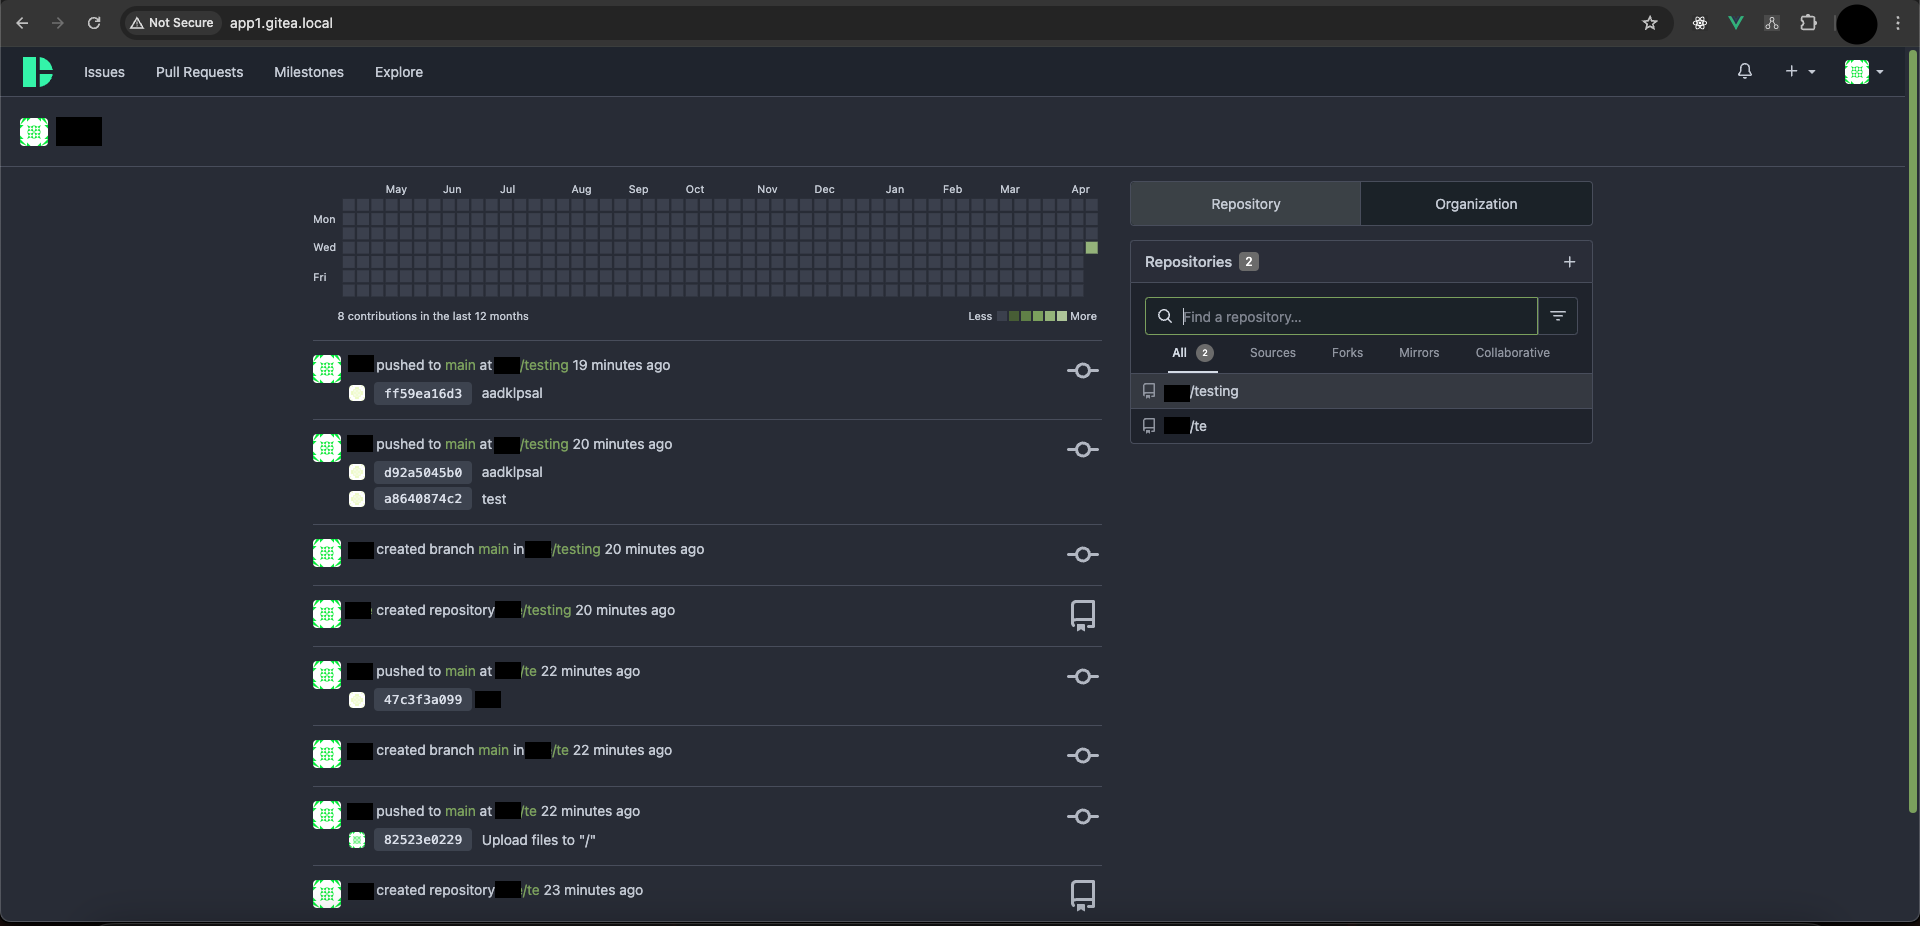 Not Secure app1.gitea.local
Issues Pull Requests Milestones Explore
May Jun Jul Aug Sep Oct Nov Dec Jan Feb Mar Apr
Mon
Wed
Fri
8 contributions in the last 12 months Less More
pushed to main at /testing 19 minutes ago
ff59ea16d3 aadklpsal
pushed to main at /testing 20 minutes ago
d92a5045b0 aadklpsal
a8640874c2 test
created branch main in /testing 20 minutes ago
created repository /testing 20 minutes ago
pushed to main at /te 22 minutes ago
47c3f3a099
created branch main in /te 22 minutes ago
pushed to main at /te 22 minutes ago
82523e0229 Upload files to "/"
created repository /te 23 minutes ago
Repository Organization
Repositories 2
Find a repository...
All 2 Sources Forks Mirrors Collaborative
/testing
/te